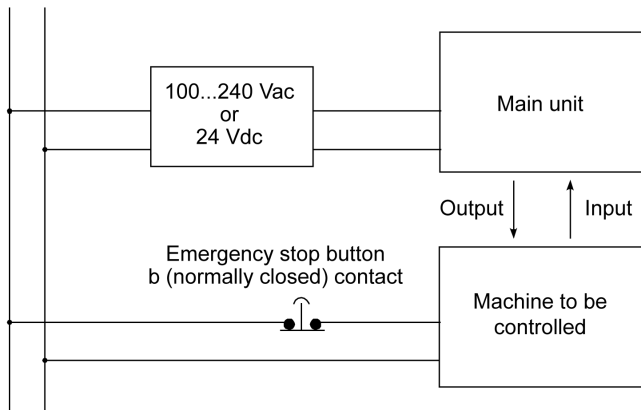 100...240 Vac
or
24 Vdc
Main unit
Output
Input
Emergency stop button
b (normally closed) contact
Machine to be
controlled